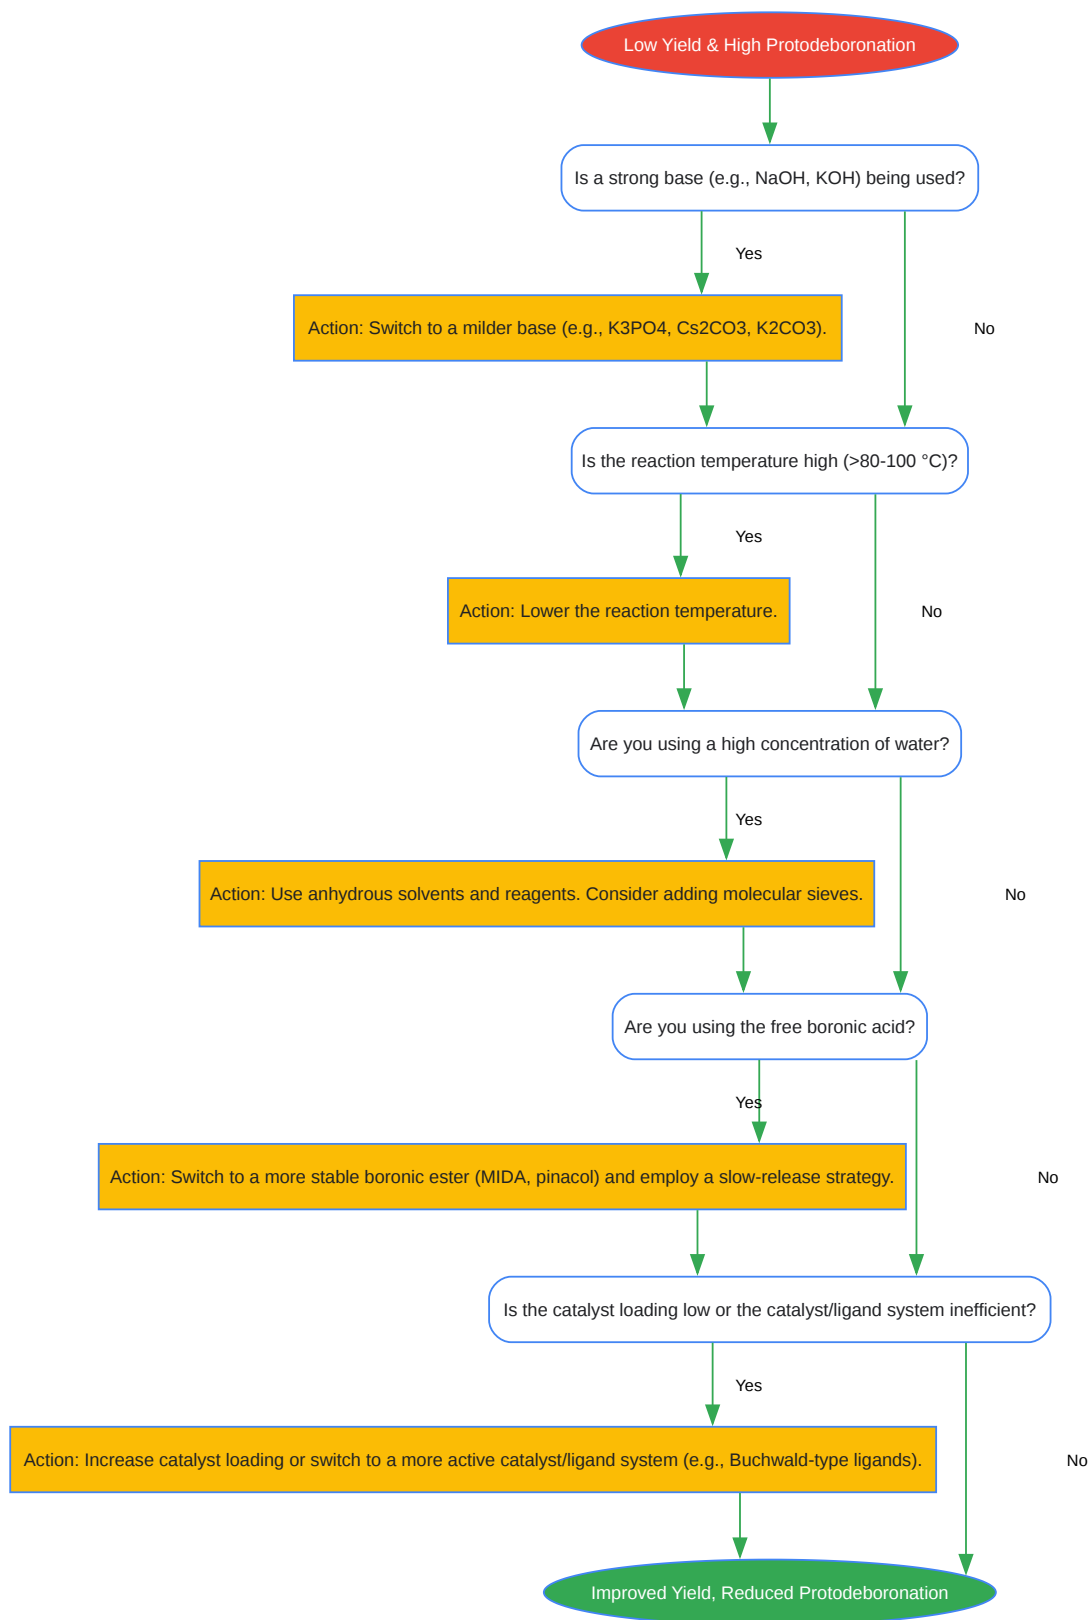 Low Yield & High Protodeboronation
Is a strong base (e.g., NaOH, KOH) being used?
Yes
Action: Switch to a milder base (e.g., K3PO4, Cs2CO3, K2CO3).
No
Is the reaction temperature high (>80-100 °C)?
Yes
Action: Lower the reaction temperature.
No
Are you using a high concentration of water?
Yes
Action: Use anhydrous solvents and reagents. Consider adding molecular sieves.
No
Are you using the free boronic acid?
Yes
Action: Switch to a more stable boronic ester (MIDA, pinacol) and employ a slow-release strategy.
No
Is the catalyst loading low or the catalyst/ligand system inefficient?
Yes
Action: Increase catalyst loading or switch to a more active catalyst/ligand system (e.g., Buchwald-type ligands).
No
Improved Yield, Reduced Protodeboronation